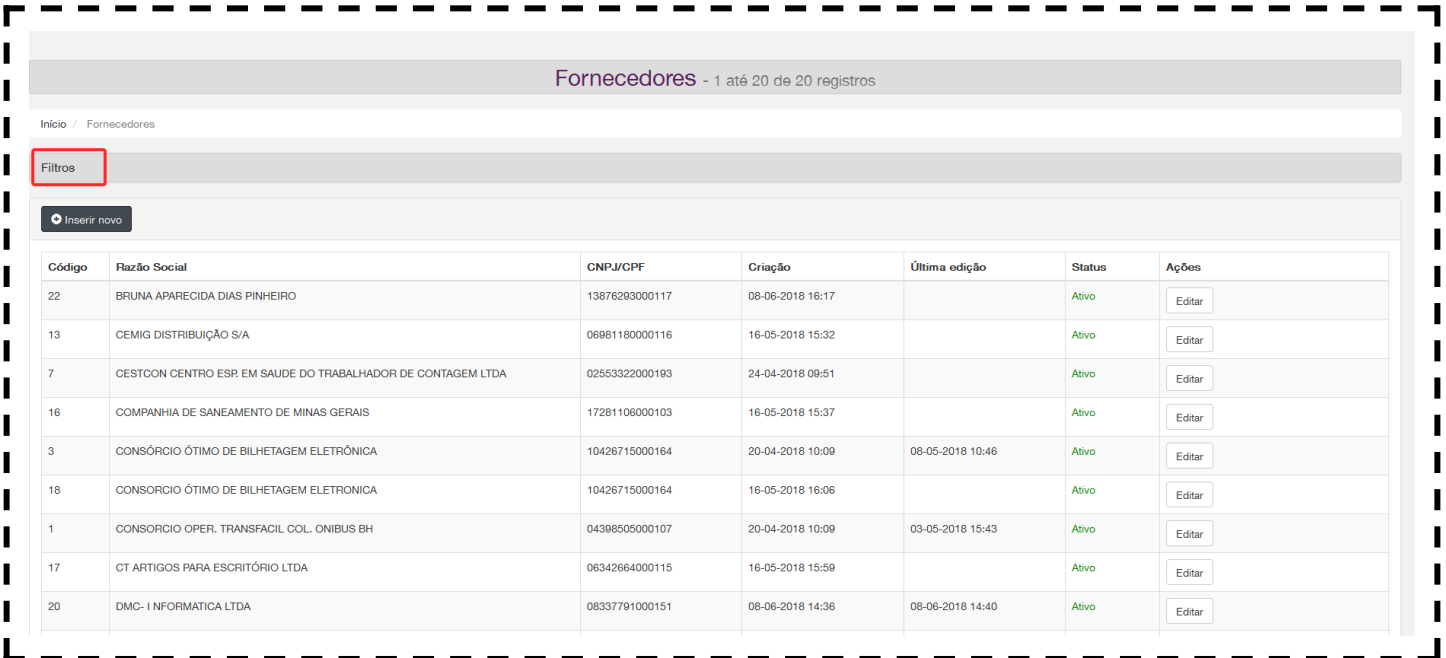 Fornecedores - 1 até 20 de 20 registros
Início / Fornecedores
Filtros
Inserir novo
Código Razão Social CNPJ/CPF Criação Última edição Status Ações
22 BRUNA APARECIDA DIAS PINHEIRO 13876293000117 08-06-2018 16:17 Ativo Editar
13 CEMIG DISTRIBUIÇÃO S/A 06981180000116 16-05-2018 15:32 Ativo Editar
7 CESTCON CENTRO ESP. EM SAUDE DO TRABALHADOR DE CONTAGEM LTDA 02553322000193 24-04-2018 09:51 Ativo Editar
16 COMPANHIA DE SANEAMENTO DE MINAS GERAIS 17281106000103 16-05-2018 15:37 Ativo Editar
3 CONSÓRCIO ÓTIMO DE BILHETAGEM ELETRÔNICA 10426715000164 20-04-2018 10:09 08-05-2018 10:46 Ativo Editar
18 CONSORCIO ÓTIMO DE BILHETAGEM ELETRONICA 10426715000164 16-05-2018 16:06 Ativo Editar
1 CONSORCIO OPER. TRANSFACIL COL. ONIBUS BH 04398505000107 20-04-2018 10:09 03-05-2018 15:43 Ativo Editar
17 CT ARTIGOS PARA ESCRITÓRIO LTDA 06342664000115 16-05-2018 15:59 Ativo Editar
20 DMC- I NFORMATICA LTDA 08337791000151 08-06-2018 14:36 08-06-2018 14:40 Ativo Editar